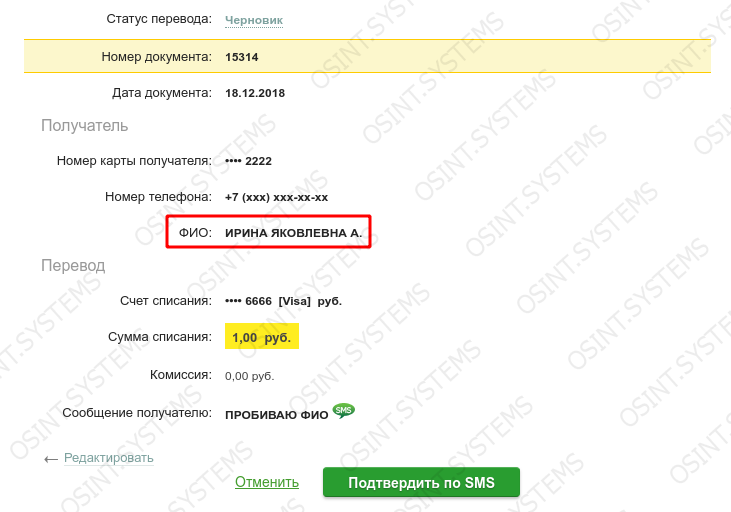 Статус перевода: Черновик
Номер документа: 15314
Дата документа: 18.12.2018
Получатель
Номер карты получателя: •••• 2222
Номер телефона: +7 (xxx) xxx-xx-xx
ФИО: ИРИНА ЯКОВЛЕВНА А.
Перевод
Счет списания: •••• 6666 [Visa] руб.
Сумма списания: 1,00 руб.
Комиссия: 0,00 руб.
Сообщение получателю: ПРОБИВАЮ ФИО SMS
← Редактировать
Отменить Подтвердить по SMS
OSINT.SYSTEMS